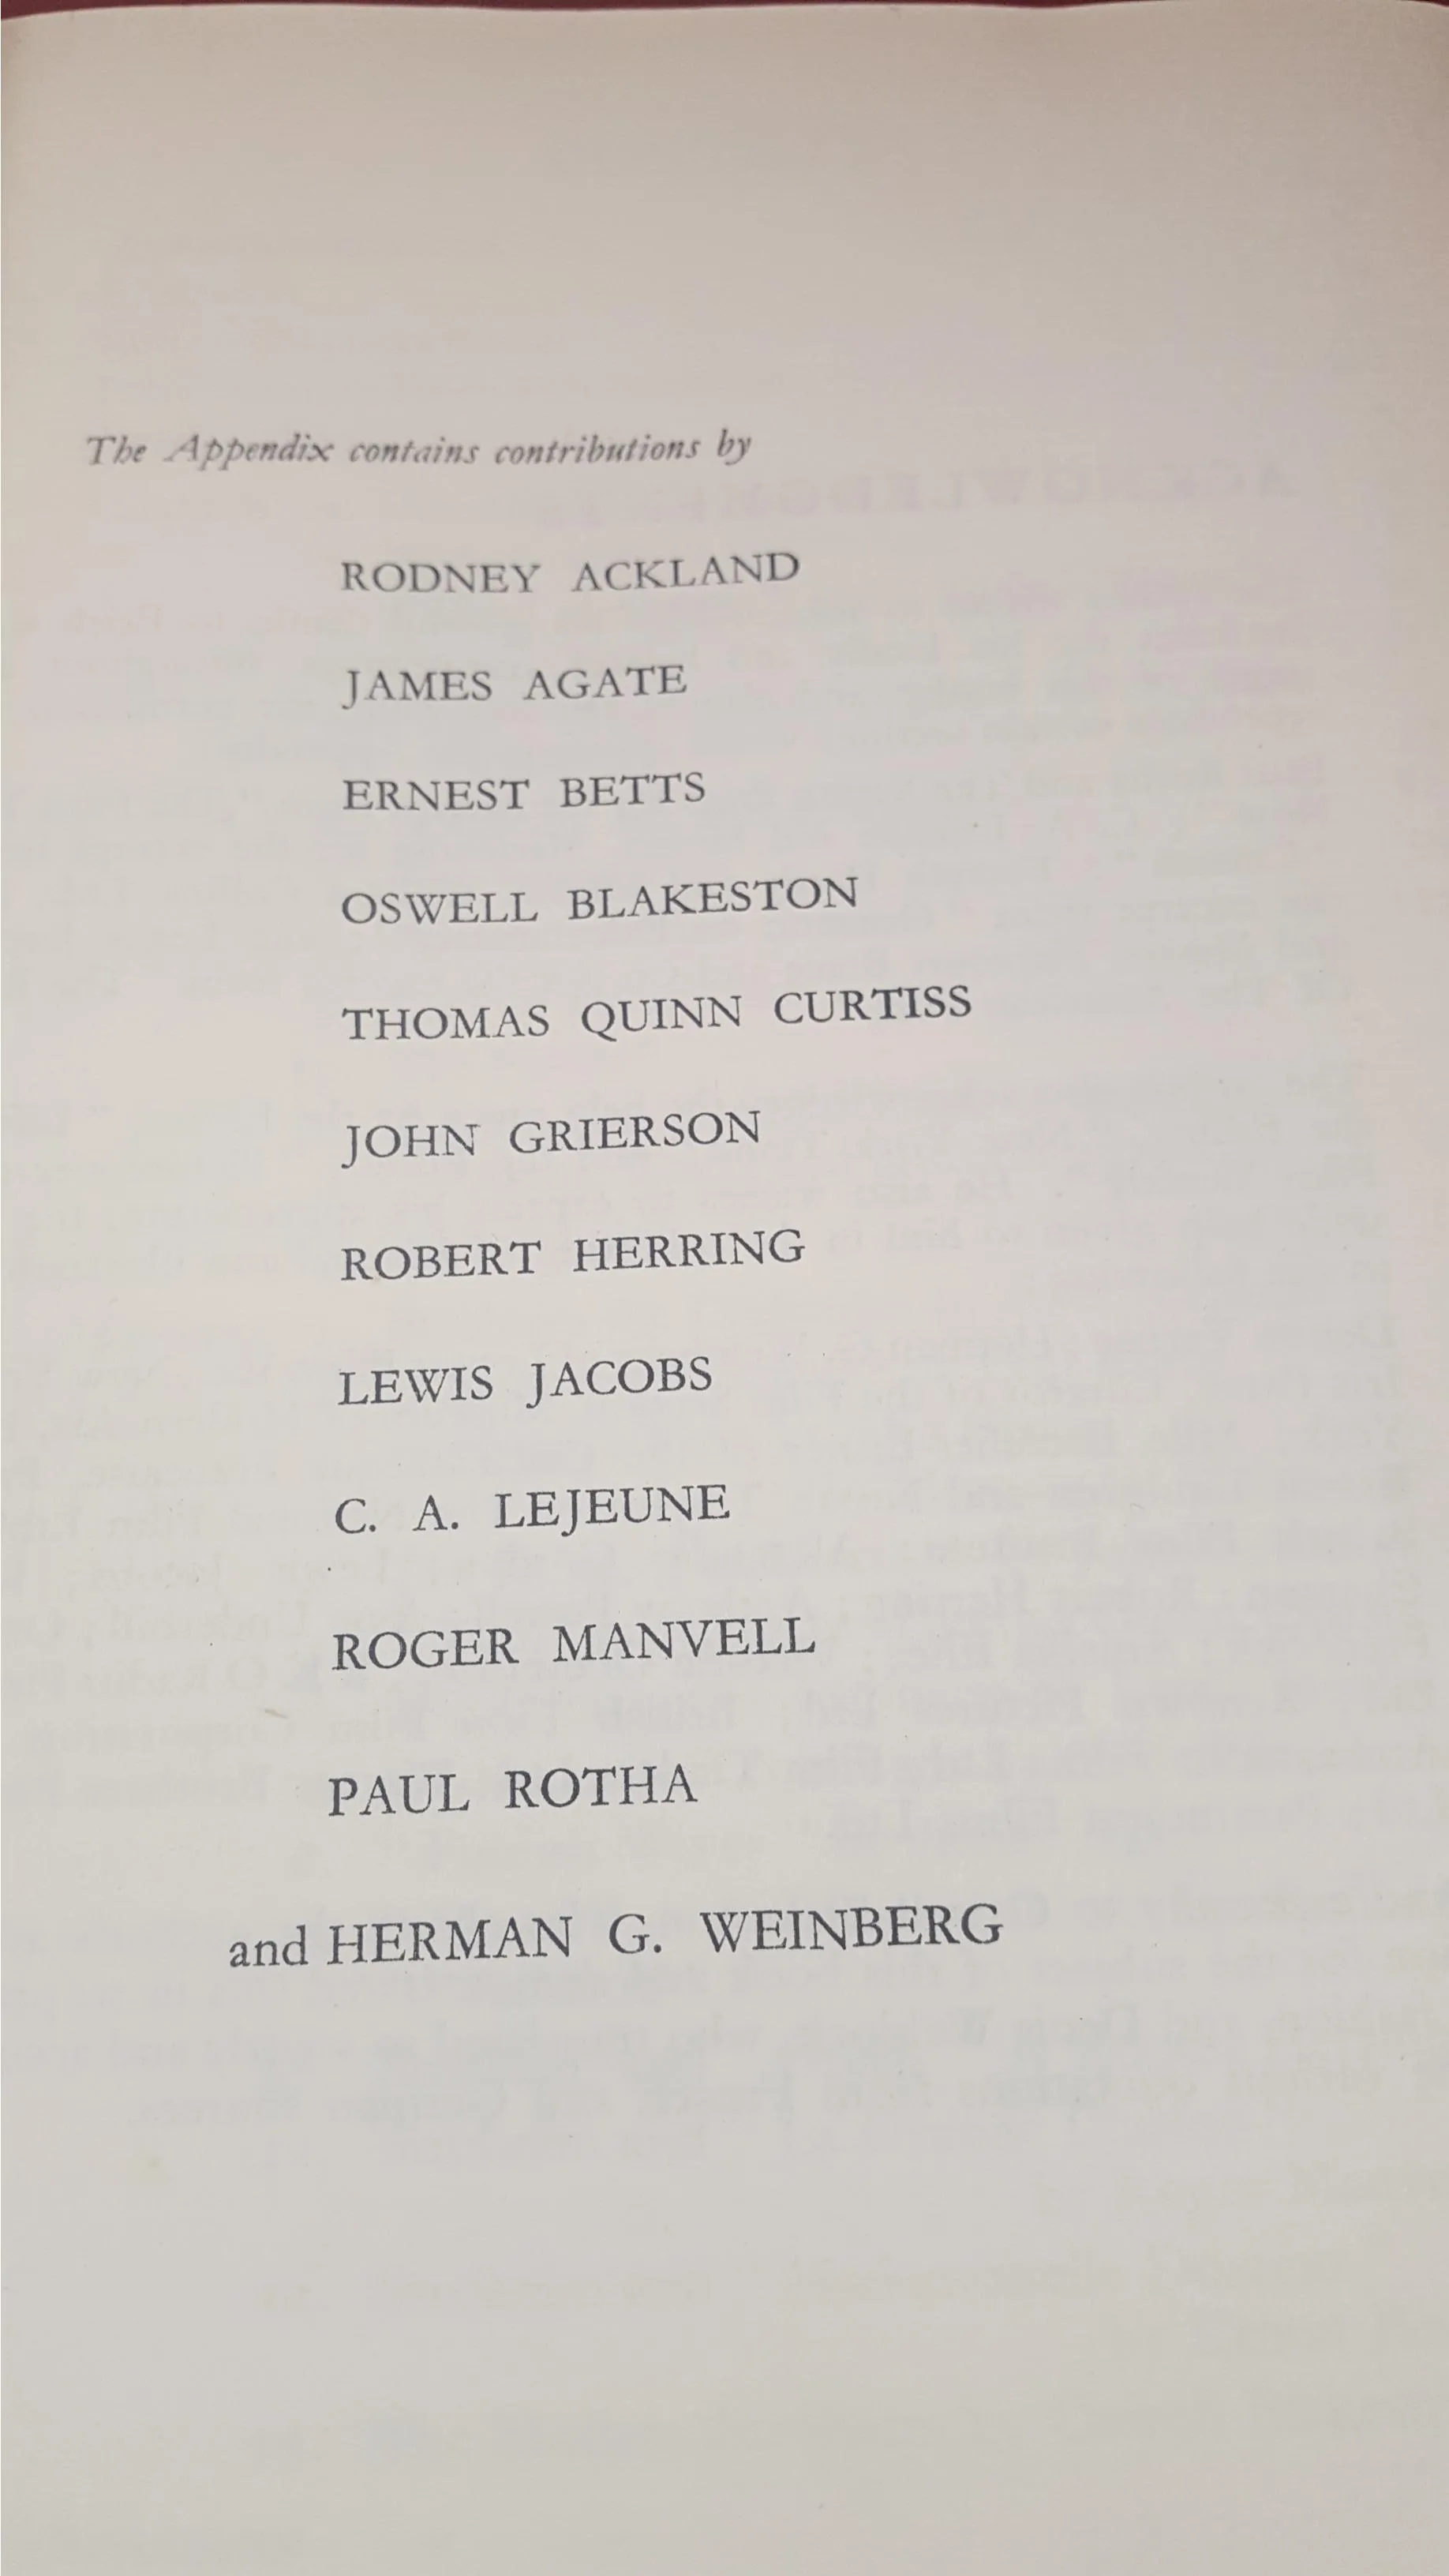 The Appendix contains contributions by
RODNEY ACKLAND
JAMES AGATE
ERNEST BETTS
OSWELL BLAKESTON
THOMAS QUINN CURTISS
JOHN GRIERSON
ROBERT HERRING
LEWIS JACOBS
C. A. LEJEUNE
ROGER MANVELL
PAUL ROTHA
and HERMAN G. WEINBERG